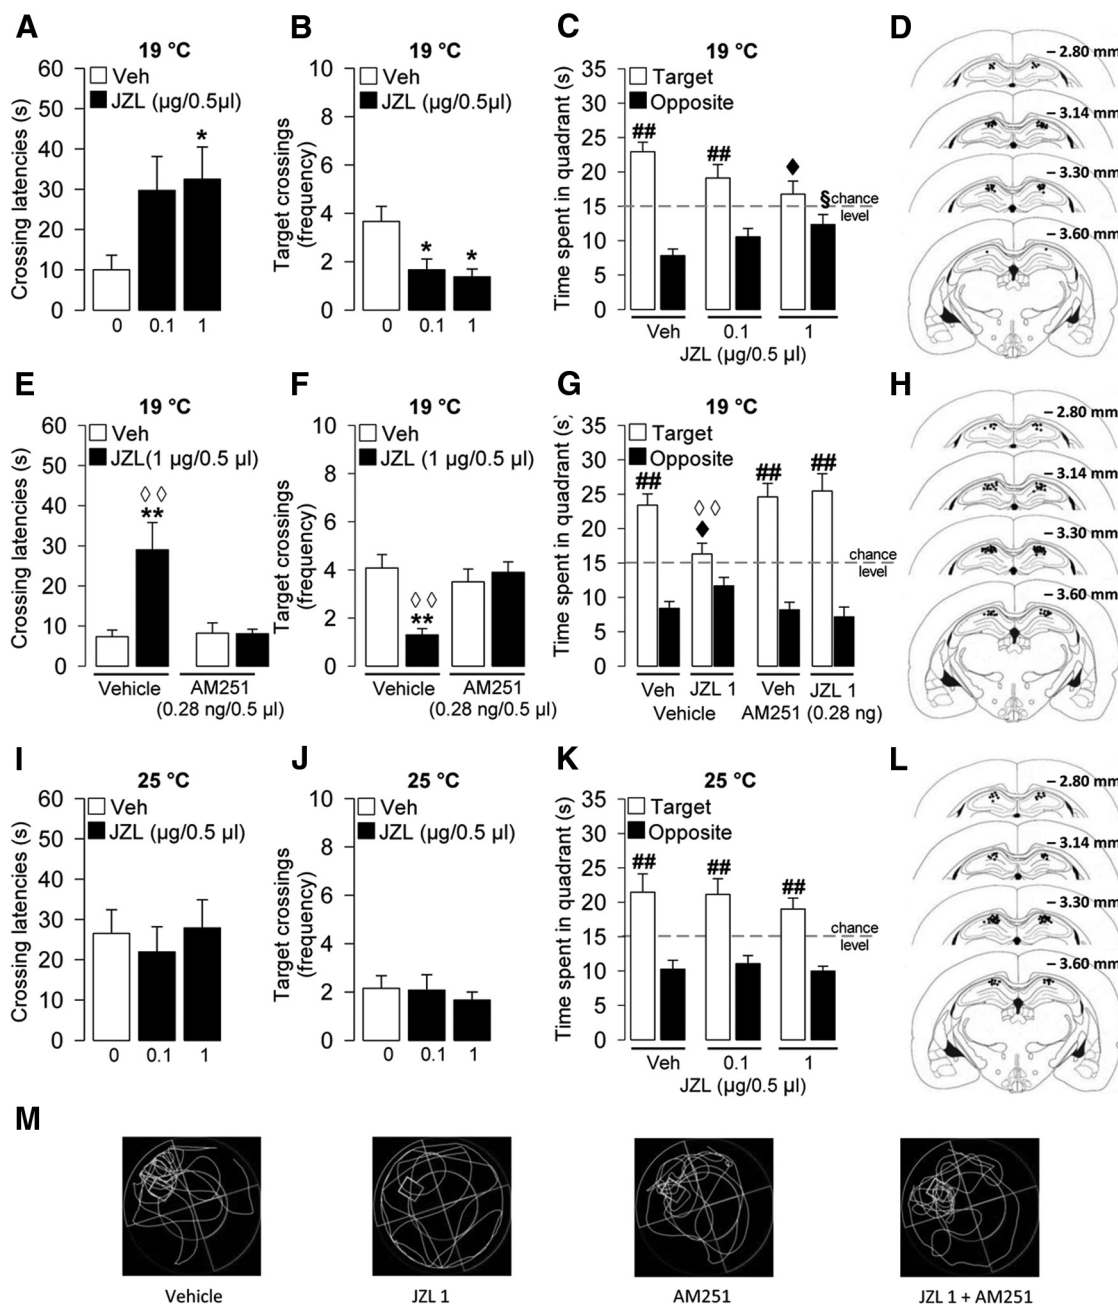 A
19 °C
Crossing latencies (s)
60
50
40
30
20
10
0
Veh
JZL (µg/0.5µl)
*
0 0.1 1
B
19 °C
Target crossings
(frequency)
10
8
6
4
2
0
Veh
JZL (µg/0.5µl)
* *
0 0.1 1
C
19 °C
Time spent in quadrant (s)
35
30
25
20
15
10
5
0
Target
Opposite
## ## ♦ §
chance
level
Veh 0.1 1
JZL (µg/0.5 µl)
D
– 2.80 mm
– 3.14 mm
– 3.30 mm
– 3.60 mm
E
19 °C
Crossing latencies (s)
60
50
40
30
20
10
0
Veh
JZL(1 µg/0.5 µl)
◊ ◊
**
Vehicle AM251
(0.28 ng/0.5 µl)
F
19 °C
Target crossings
(frequency)
10
8
6
4
2
0
Veh
JZL (1 µg/0.5 µl)
◊ ◊
**
Vehicle AM251
(0.28 ng/0.5 µl)
G
19 °C
Time spent in quadrant (s)
35
30
25
20
15
10
5
0
Target
Opposite
## ◊ ◊ ## ##
♦
chance
level
Veh JZL 1 Veh JZL 1
Vehicle AM251 (0.28 ng)
H
– 2.80 mm
– 3.14 mm
– 3.30 mm
– 3.60 mm
I
25 °C
Crossing latencies (s)
60
50
40
30
20
10
0
Veh
JZL (µg/0.5 µl)
0 0.1 1
J
25 °C
Target crossings
(frequency)
10
8
6
4
2
0
Veh
JZL (µg/0.5 µl)
0 0.1 1
K
25 °C
Time spent in quadrant (s)
35
30
25
20
15
10
5
0
Target
Opposite
## ## ##
chance
level
Veh 0.1 1
JZL (µg/0.5 µl)
L
– 2.80 mm
– 3.14 mm
– 3.30 mm
– 3.60 mm
M
Vehicle JZL 1 AM251 JZL 1 + AM251